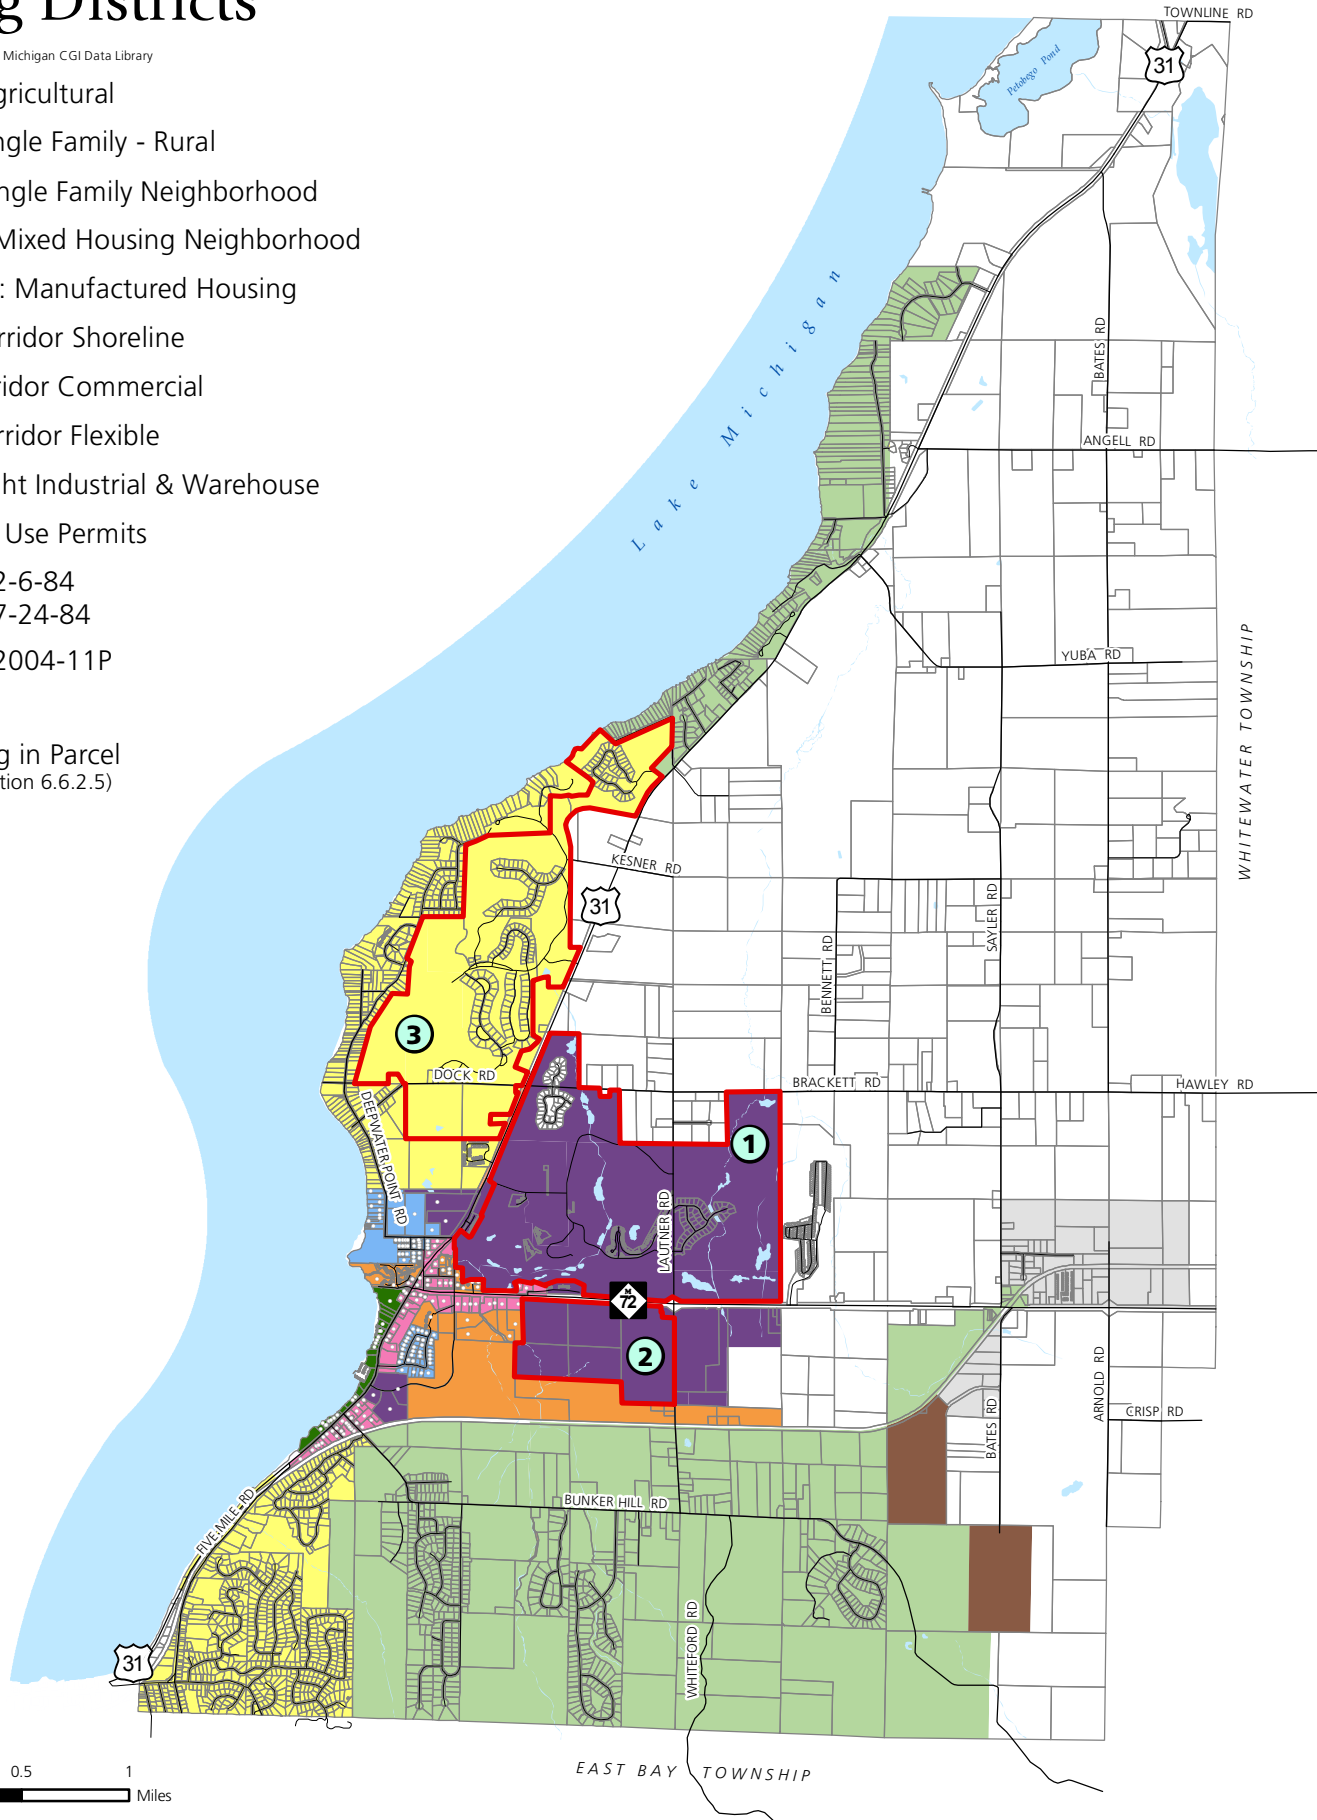 g Districts
Michigan CGI Data Library
gricultural
ngle Family - Rural
ngle Family Neighborhood
Mixed Housing Neighborhood
: Manufactured Housing
rridor Shoreline
ridor Commercial
rridor Flexible
ht Industrial & Warehouse
Use Permits
2-6-84
7-24-84
2004-11P
g in Parcel
tion 6.6.2.5)
TOWNLINE RD
31
Petobego Pond
Lake Michigan
BATES RD
ANGELL RD
YUBA RD
WHITEWATER TOWNSHIP
KESNER RD
31
SAYLER RD
BENNETT RD
3
DOCK RD
BRACKETT RD
HAWLEY RD
DEEPWATER POINT RD
1
LAUTNER RD
M
72
2
ARNOLD RD
BATES RD
CRISP RD
FIVE MILE RD
BUNKER HILL RD
WHITEFORD RD
31
EAST BAY TOWNSHIP
0.5 1
Miles